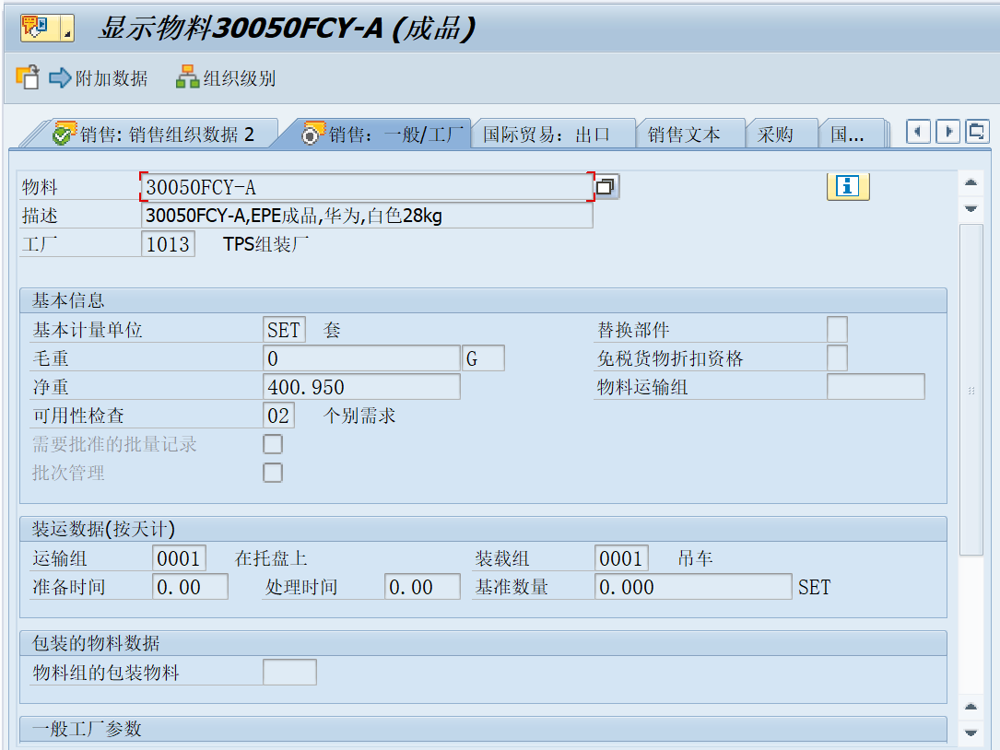 显示物料30050FCY-A (成品)
附加数据 组织级别
销售: 销售组织数据 2 销售: 一般/工厂 国际贸易: 出口 销售文本 采购 国...
物料 30050FCY-A
描述 30050FCY-A,EPE成品,华为,白色28kg
工厂 1013 TPS组装厂
基本信息
基本计量单位 SET 套 替换部件
毛重 0 G 免税货物折扣资格
净重 400.950 物料运输组
可用性检查 02 个别需求
需要批准的批量记录
批次管理
装运数据(按天计)
运输组 0001 在托盘上 装载组 0001 吊车
准备时间 0.00 处理时间 0.00 基准数量 0.000 SET
包装的物料数据
物料组的包装物料
一般工厂参数